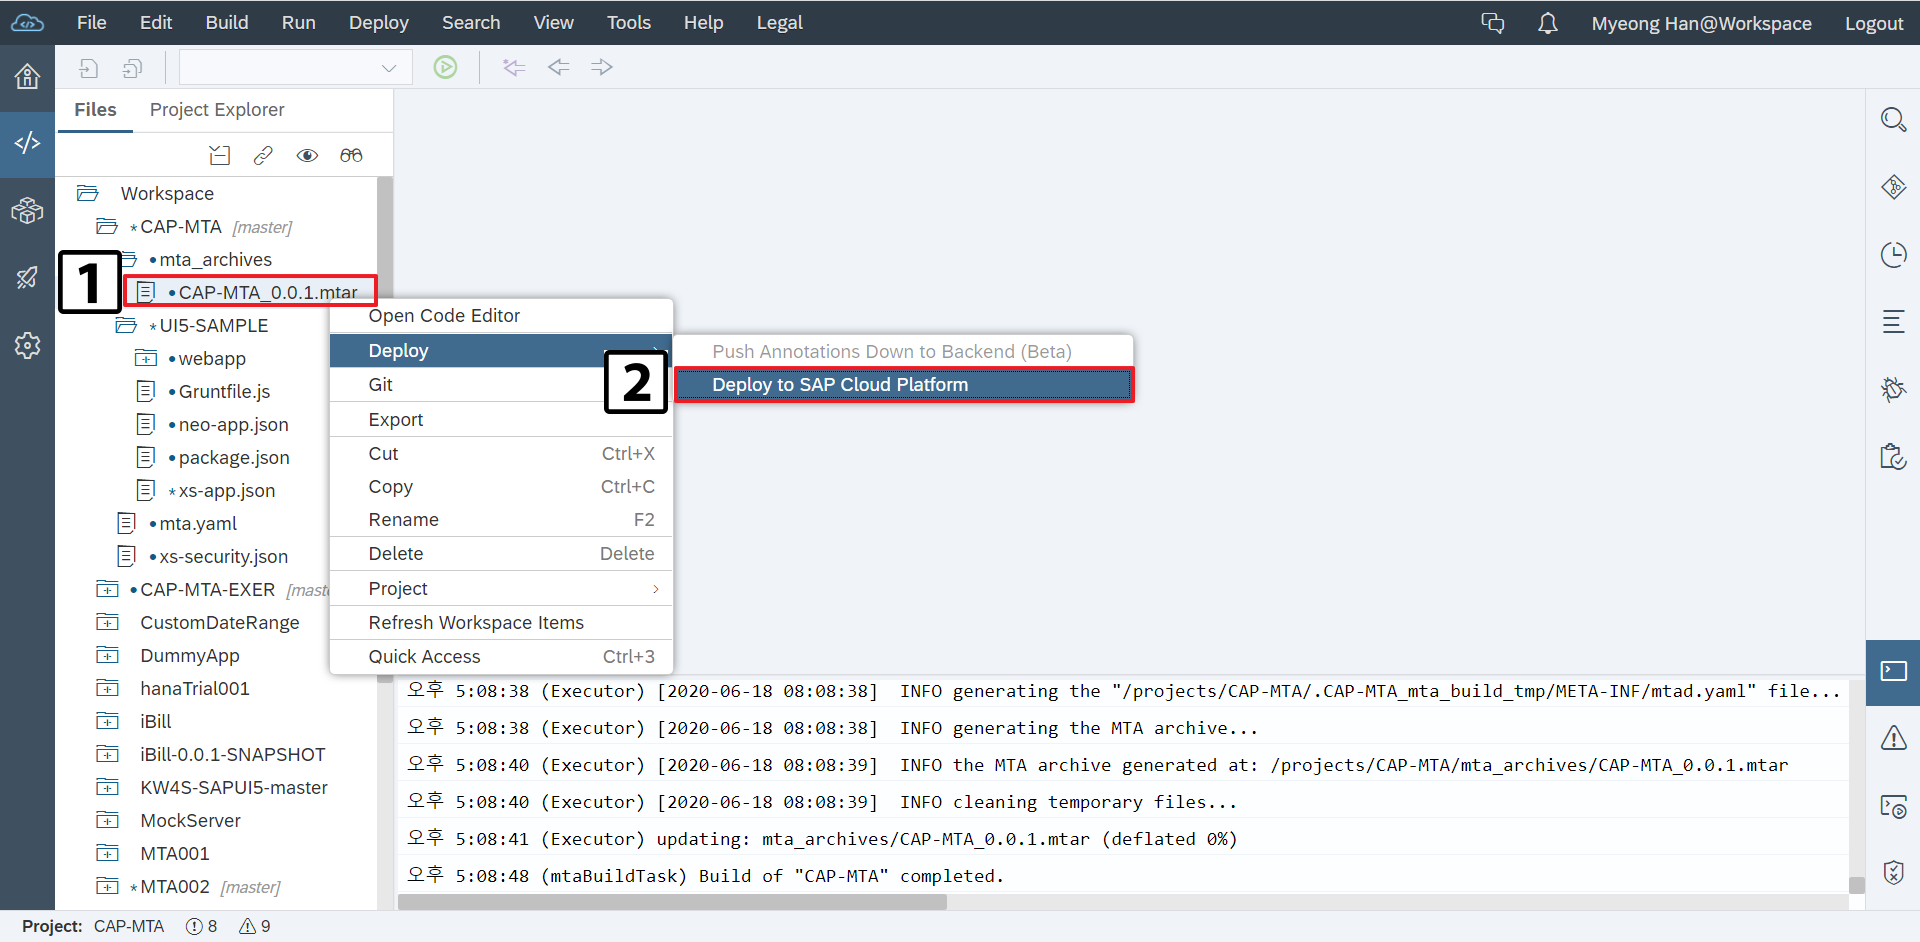 File Edit Build Run Deploy Search View Tools Help Legal Myeong Han@Workspace Logout
Files Project Explorer
Workspace
*CAP-MTA [master]
•mta_archives
1
•CAP-MTA_0.0.1.mtar
*UI5-SAMPLE
•webapp
•Gruntfile.js
•neo-app.json
•package.json
*xs-app.json
•mta.yaml
•xs-security.json
•CAP-MTA-EXER
CustomDateRange
DummyApp
hanaTrial001
iBill
iBill-0.0.1-SNAPSHOT
KW4S-SAPUI5-master
MockServer
MTA001
*MTA002 [master]
Open Code Editor
Deploy
Git
Export
Cut Ctrl+X
Copy Ctrl+C
Rename F2
Delete Delete
Project
Refresh Workspace Items
Quick Access Ctrl+3
2
Push Annotations Down to Backend (Beta)
Deploy to SAP Cloud Platform
오후 5:08:38 (Executor) [2020-06-18 08:08:38] INFO generating the "/projects/CAP-MTA/.CAP-MTA_mta_build_tmp/META-INF/mtad.yaml" file...
오후 5:08:38 (Executor) [2020-06-18 08:08:38] INFO generating the MTA archive...
오후 5:08:40 (Executor) [2020-06-18 08:08:39] INFO the MTA archive generated at: /projects/CAP-MTA/mta_archives/CAP-MTA_0.0.1.mtar
오후 5:08:40 (Executor) [2020-06-18 08:08:39] INFO cleaning temporary files...
오후 5:08:41 (Executor) updating: mta_archives/CAP-MTA_0.0.1.mtar (deflated 0%)
오후 5:08:48 (mtaBuildTask) Build of "CAP-MTA" completed.
Project: CAP-MTA 8 9